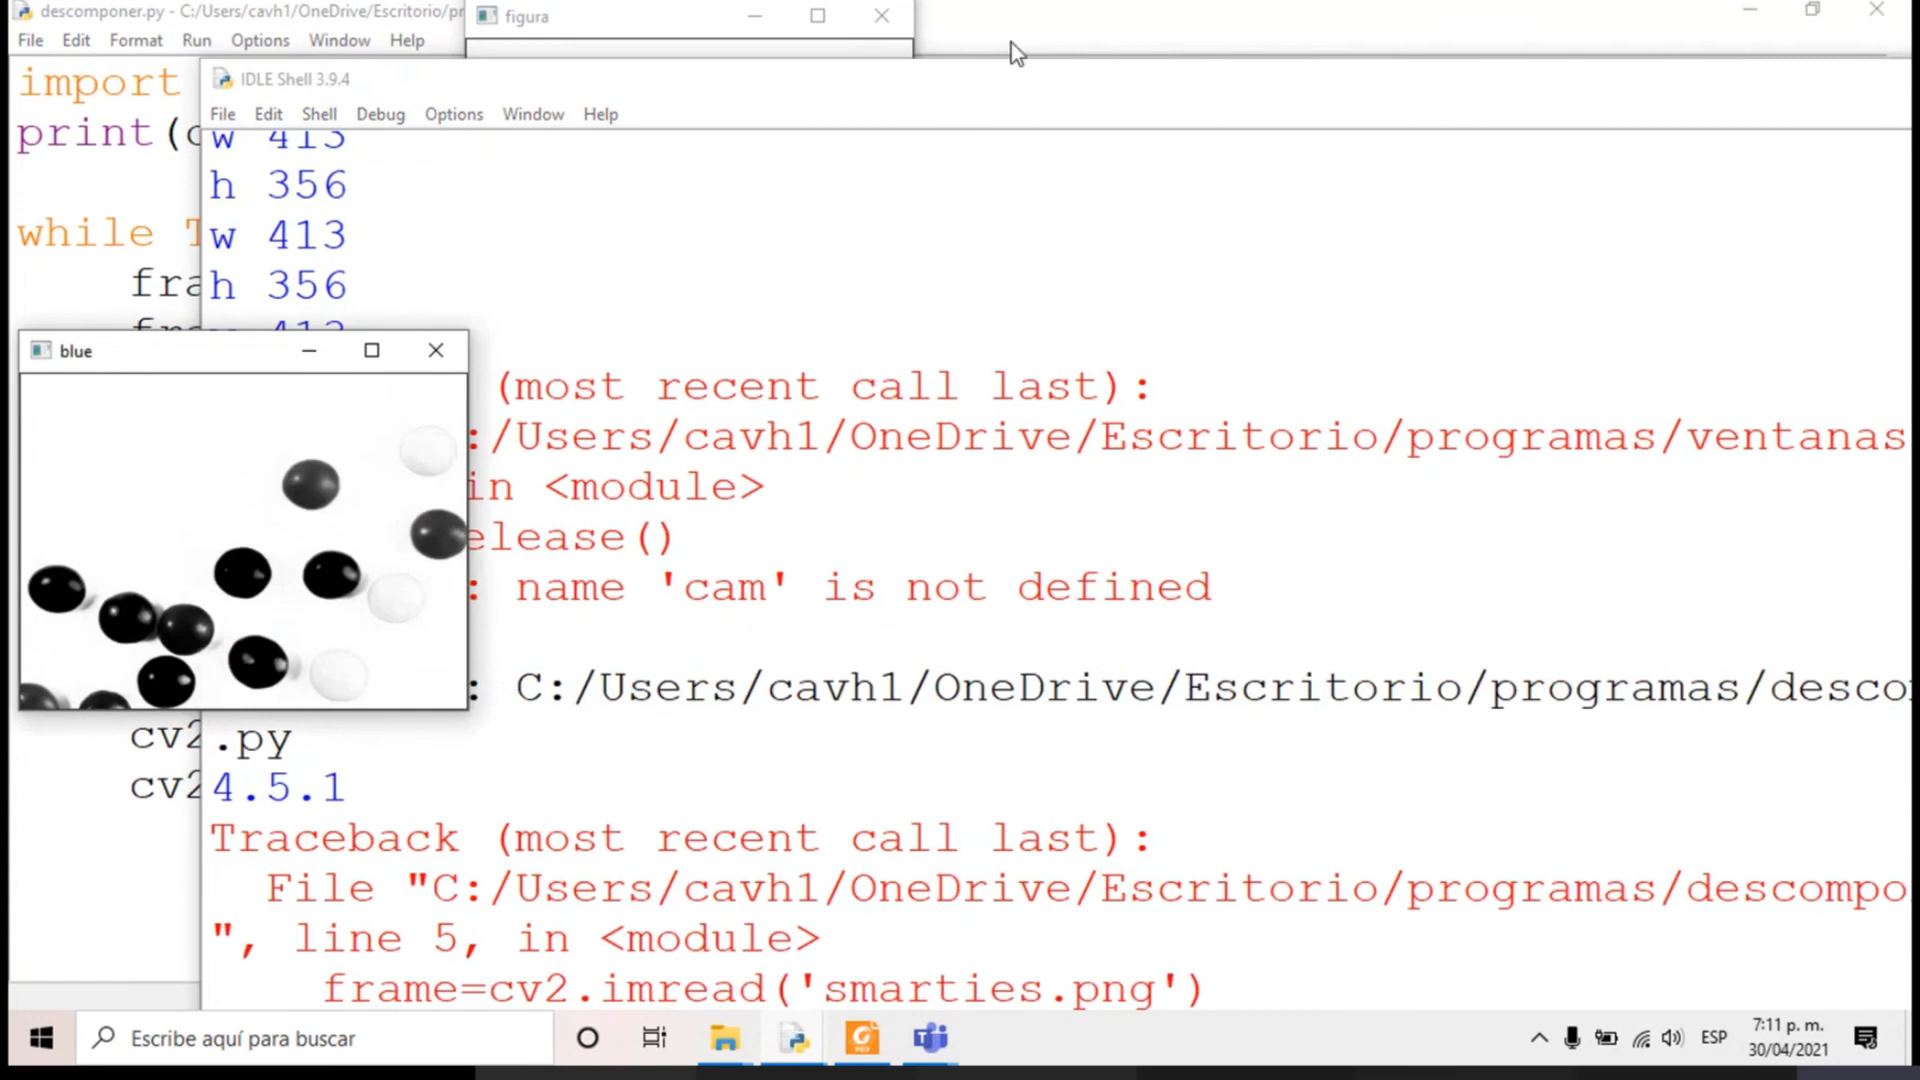 descomponer.py - C:/Users/cavh1/OneDrive/Escritorio/pr
File Edit Format Run Options Window Help
figura
import
print(c
while T
fra
IDLE Shell 3.9.4
File Edit Shell Debug Options Window Help
w 413
h 356
w 413
h 356
w 413
blue
(most recent call last):
:/Users/cavh1/OneDrive/Escritorio/programas/ventanas
in <module>
elease()
: name 'cam' is not defined
: C:/Users/cavh1/OneDrive/Escritorio/programas/desco
cv2
.py
cv2
4.5.1
Traceback (most recent call last):
File "C:/Users/cavh1/OneDrive/Escritorio/programas/descompo
", line 5, in <module>
frame=cv2.imread('smarties.png')
Escribe aquí para buscar
ESP
7:11 p. m.
30/04/2021